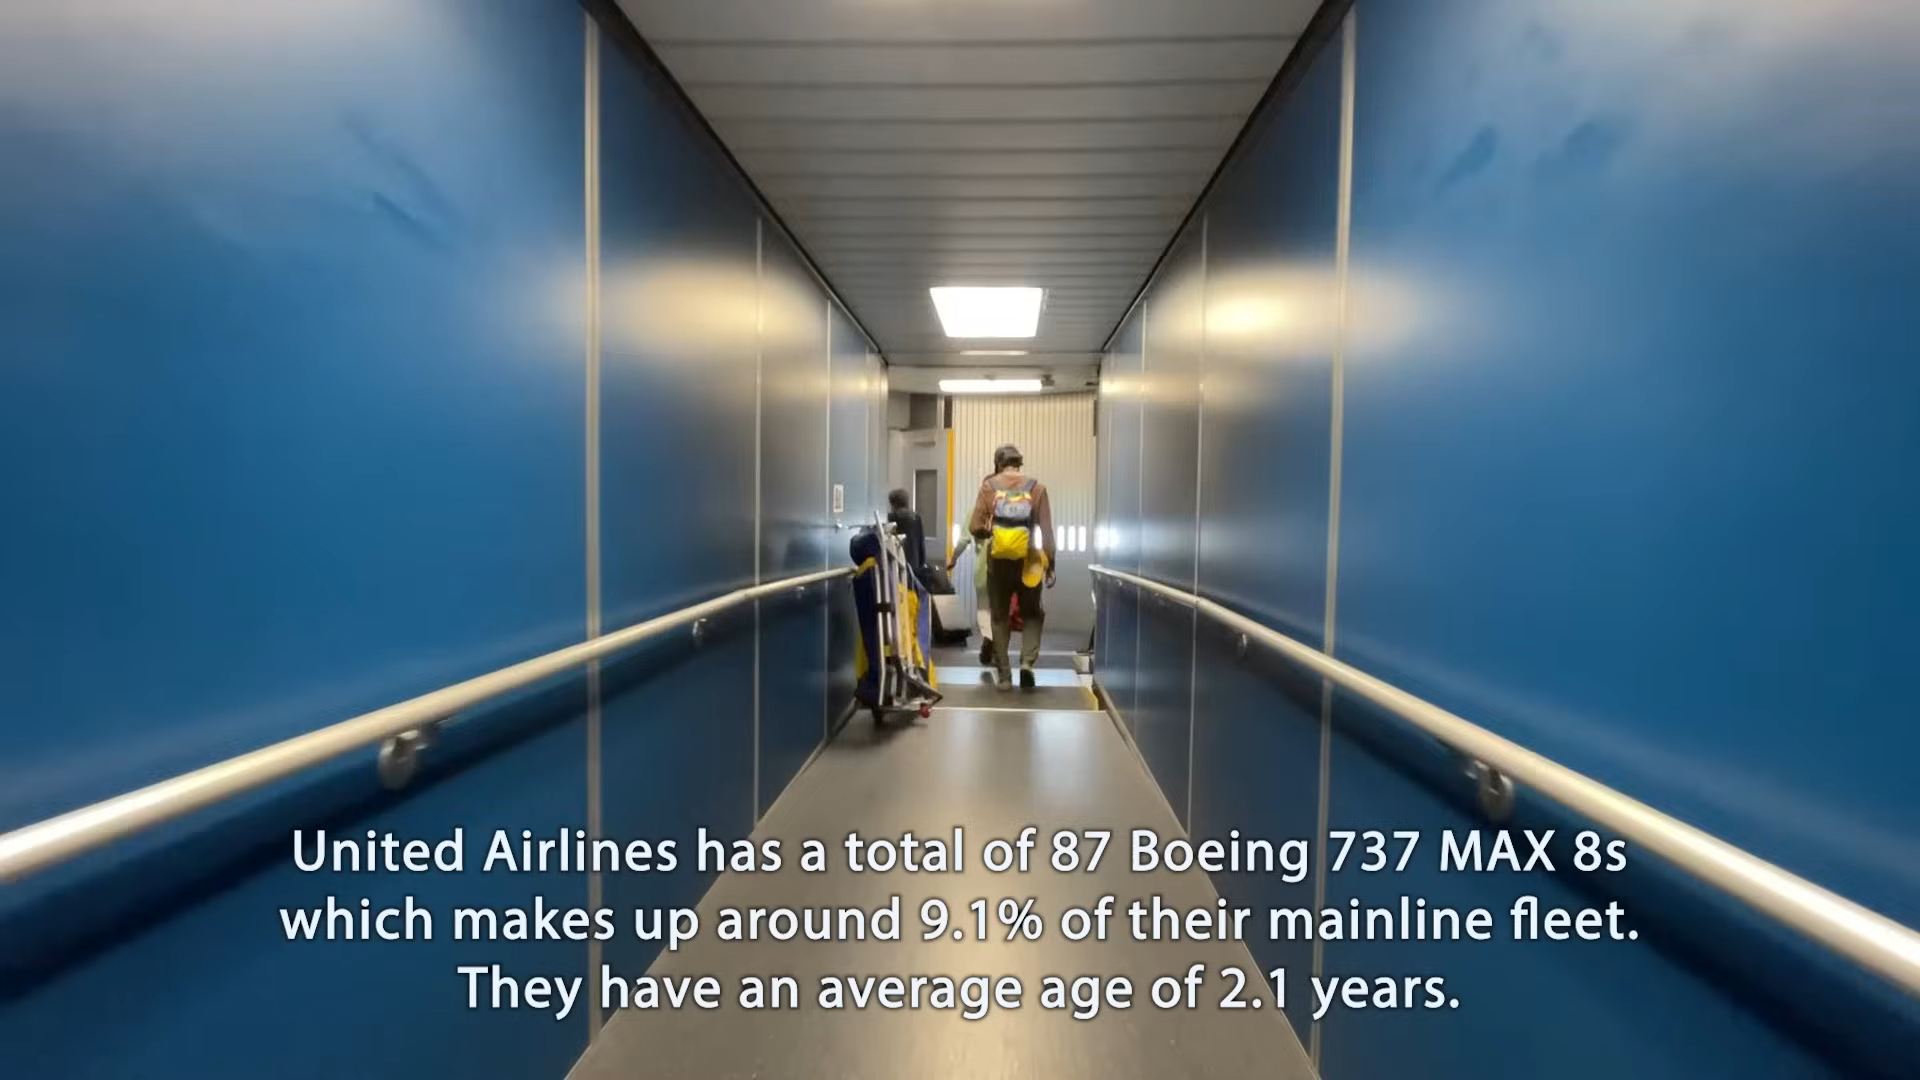 United Airlines has a total of 87 Boeing 737 MAX 8s
which makes up around 9.1% of their mainline fleet.
They have an average age of 2.1 years.